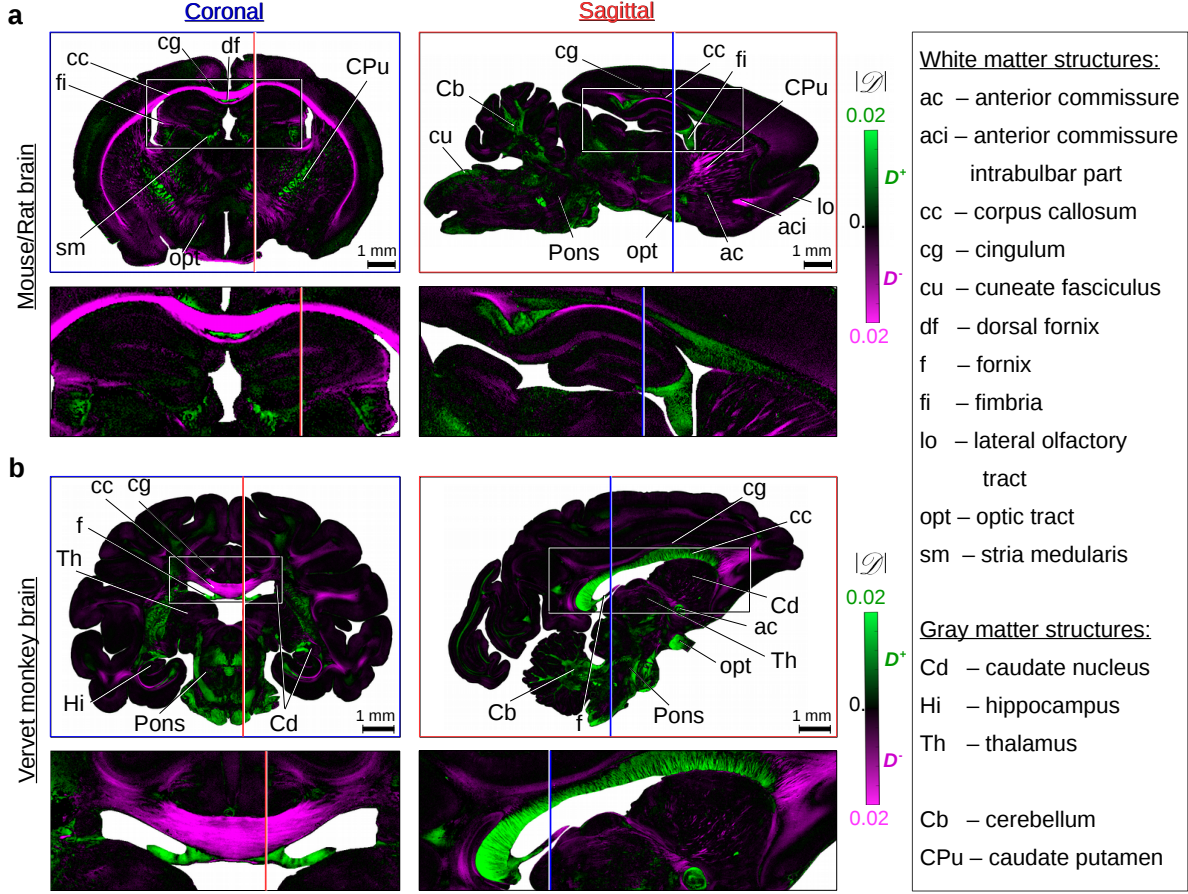 a
Coronal
Sagittal
Mouse/Rat brain
cc
cg
df
fi
CPu
sm
opt
1 mm
cg
cc
fi
Cb
CPu
cu
Pons
opt
ac
aci
lo
1 mm
|𝒟|
0.02
D+
0.
D-
0.02
b
Vervet monkey brain
cc
cg
f
Th
Hi
Pons
Cd
1 mm
cg
cc
Cd
ac
Th
opt
Cb
f
Pons
1 mm
|𝒟|
0.02
D+
0.
D-
0.02
White matter structures:
ac – anterior commissure
aci – anterior commissure
intrabulbar part
cc – corpus callosum
cg – cingulum
cu – cuneate fasciculus
df – dorsal fornix
f – fornix
fi – fimbria
lo – lateral olfactory
tract
opt – optic tract
sm – stria medularis
Gray matter structures:
Cd – caudate nucleus
Hi – hippocampus
Th – thalamus
Cb – cerebellum
CPu – caudate putamen